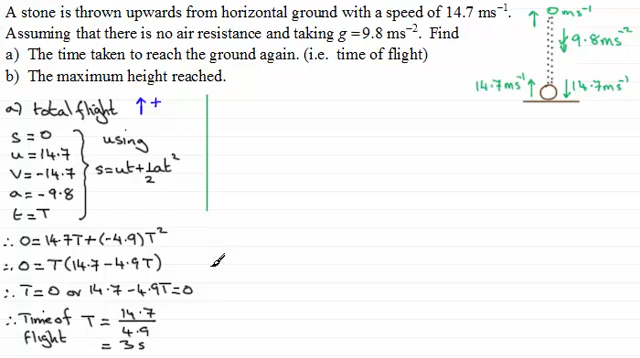 A stone is thrown upwards from horizontal ground with a speed of 14.7 ms⁻¹.
Assuming that there is no air resistance and taking g = 9.8 ms⁻². Find
a) The time taken to reach the ground again. (i.e. time of flight)
b) The maximum height reached.
0ms⁻¹
9.8ms⁻²
14.7ms⁻¹ ↑ ↓14.7ms⁻¹
a) total flight ↑+
s=0
u=14.7
v=-14.7
a=-9.8
t=T
using
s=ut+½at²
∴ 0=14.7T+(-4.9)T²
∴ 0=T(14.7-4.9T)
∴ T=0 or 14.7-4.9T=0
∴ Time of flight T = 14.7/4.9
= 3s